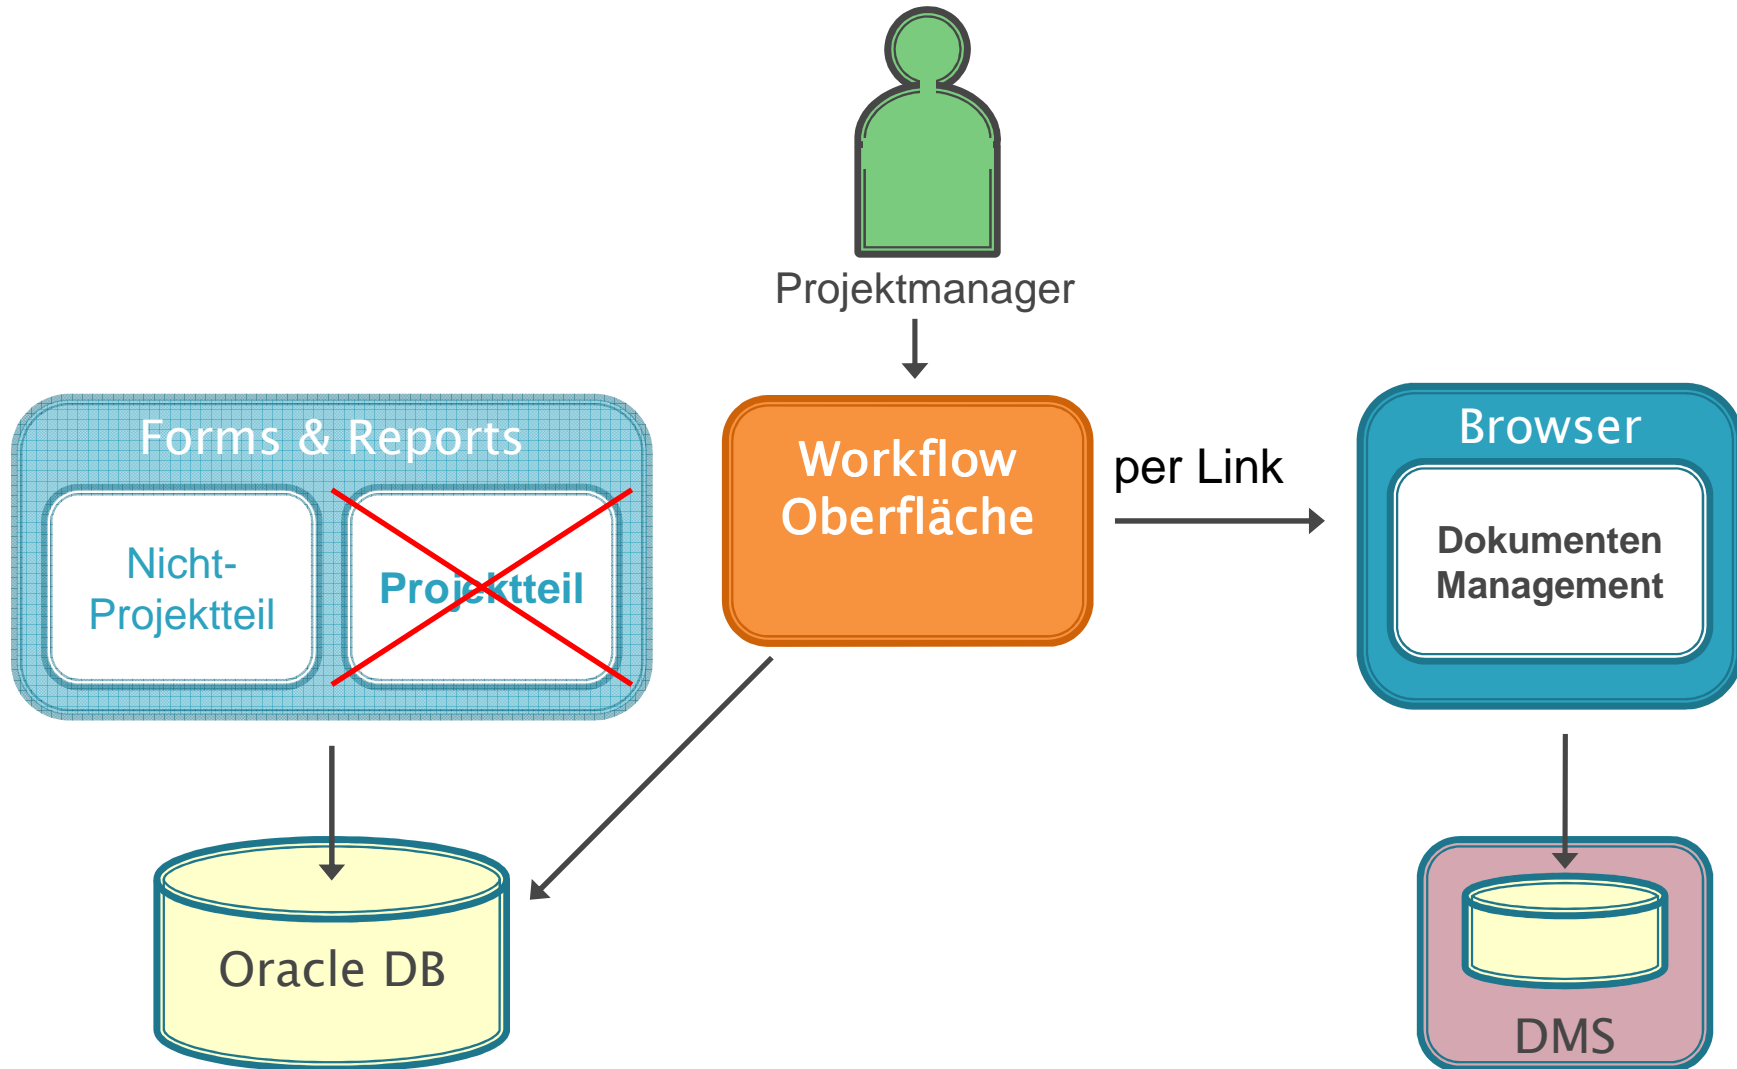 Projektmanager
Forms & Reports
Nicht-
Projektteil
Projektteil
Workflow
Oberfläche
per Link
Browser
Dokumenten
Management
Oracle DB
DMS